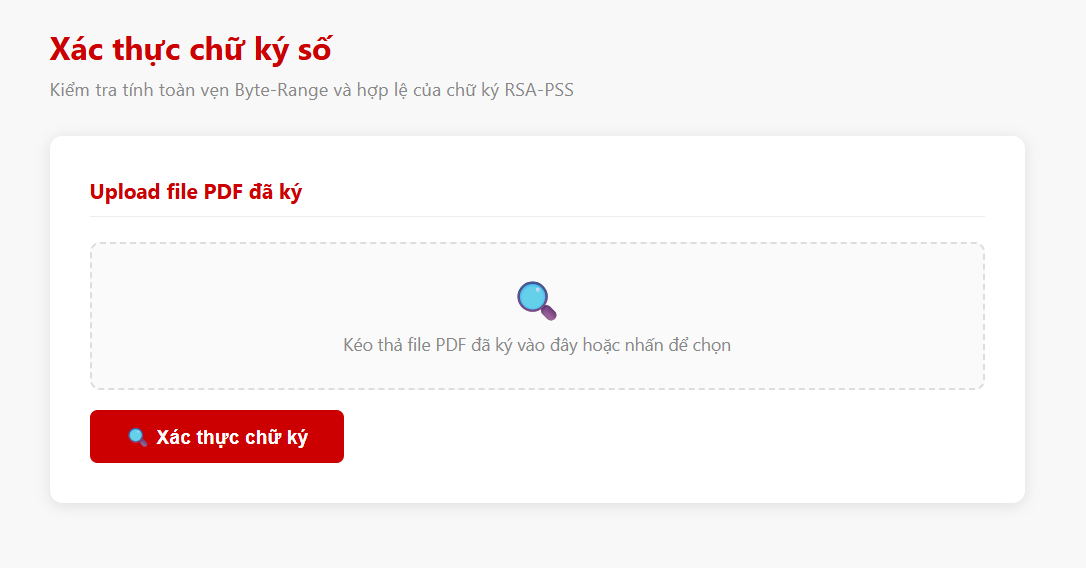 Xác thực chữ ký số
Kiểm tra tính toàn vẹn Byte-Range và hợp lệ của chữ ký RSA-PSS
Upload file PDF đã ký
Kéo thả file PDF đã ký vào đây hoặc nhấn để chọn
Xác thực chữ ký